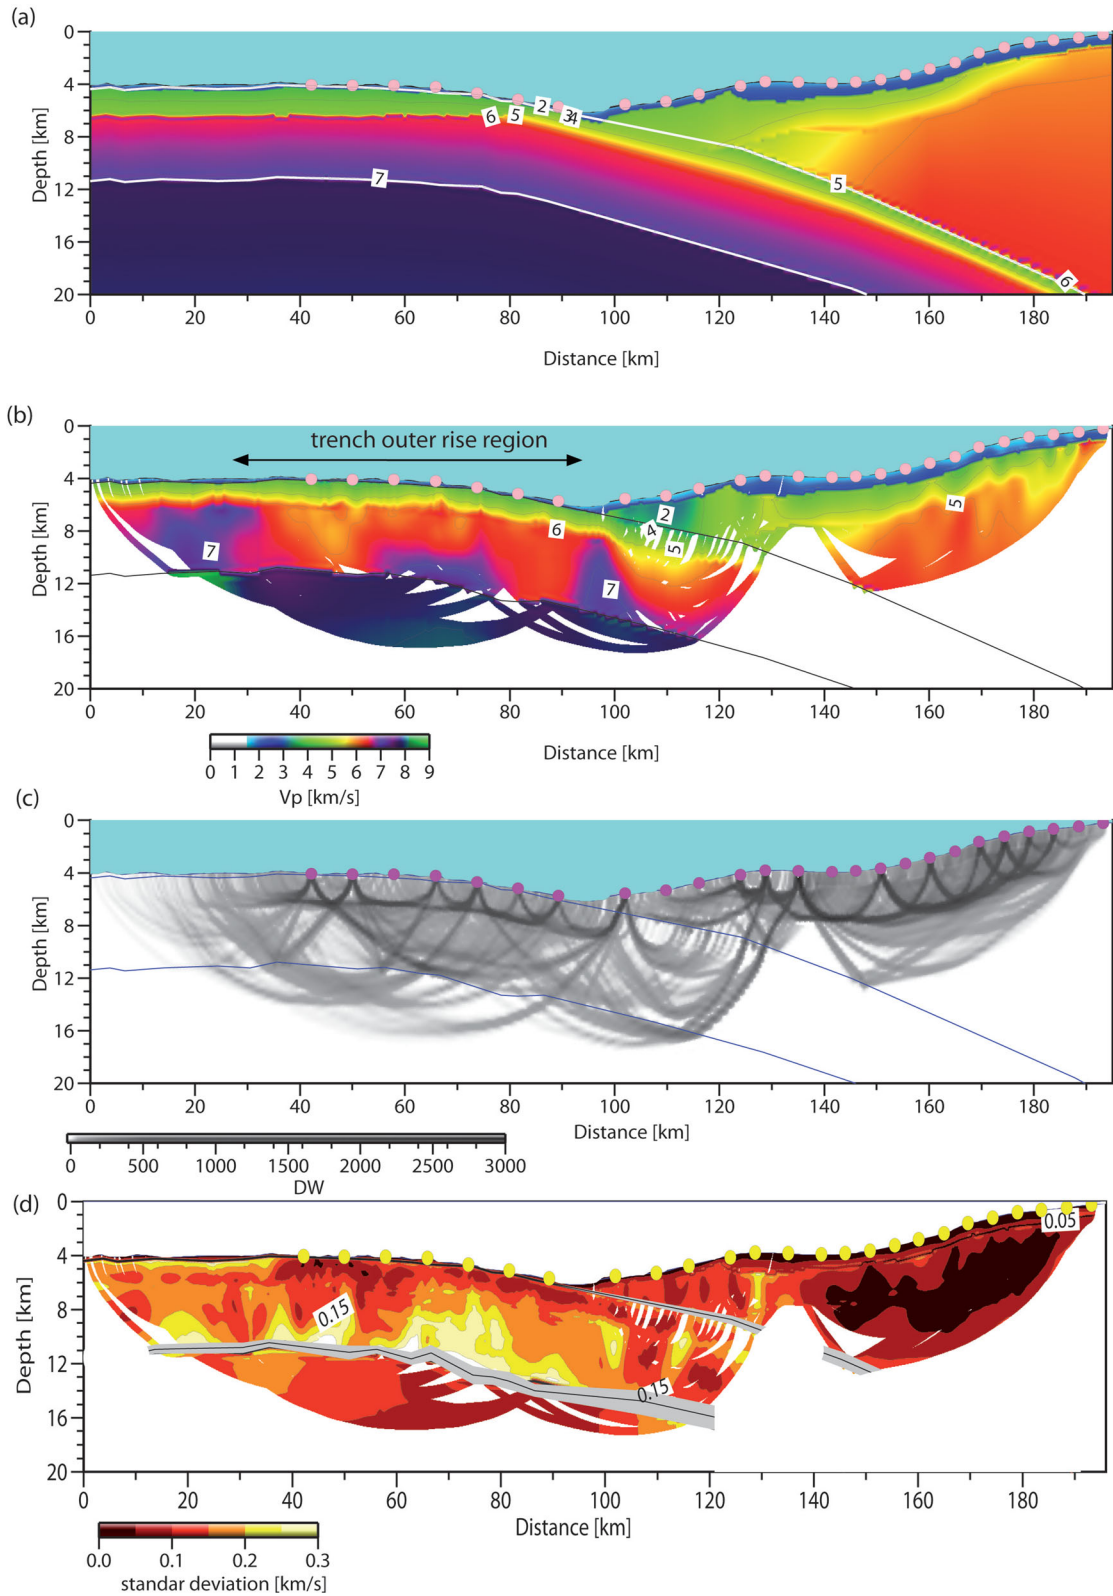 (a)
0
4
8
12
16
20
Depth [km]
2
6 5 3 4
7
5
6
0 20 40 60 80 100 120 140 160 180
Distance [km]
(b)
trench outer rise region
0
4
8
12
16
20
Depth [km]
2
6 4
5
5
7
7
0 20 40 60 80 100 120 140 160 180
0 1 2 3 4 5 6 7 8 9
Vp [km/s]
Distance [km]
(c)
0
4
8
12
16
20
Depth [km]
0 20 40 60 80 100 120 140 160 180
Distance [km]
0 500 1000 1500 2000 2500 3000
DW
(d)
0
4
8
12
16
20
Depth [km]
0.05
0.15
0.15
0 20 40 60 80 100 120 140 160 180
Distance [km]
0.0 0.1 0.2 0.3
standar deviation [km/s]